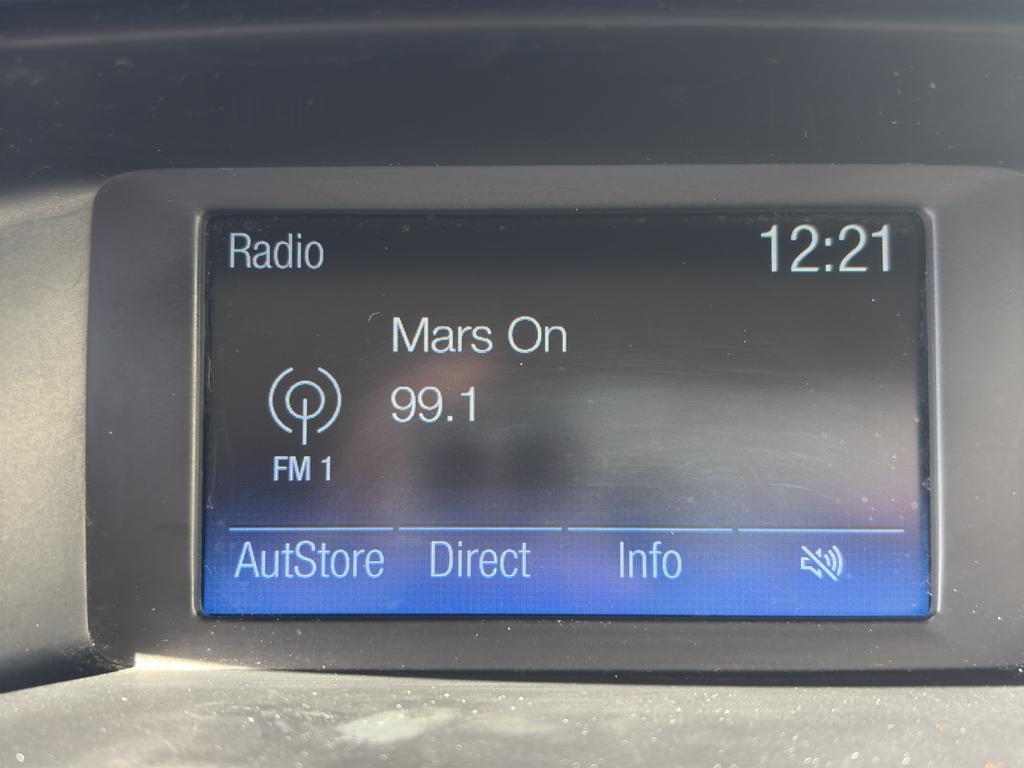 Radio 12:21
Mars On
99.1
FM 1
AutStore Direct Info